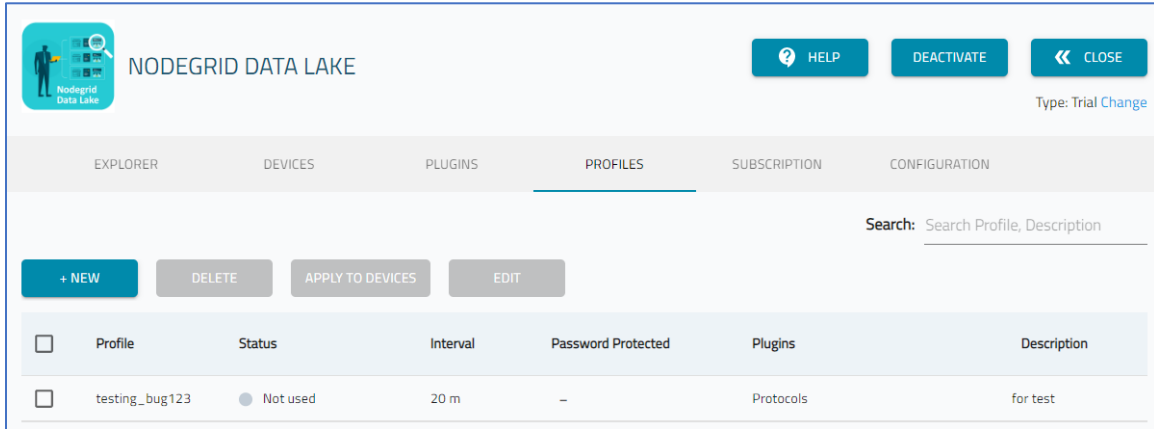 Nodegrid
Data Lake
NODEGRID DATA LAKE
HELP
DEACTIVATE
CLOSE
Type: Trial Change
EXPLORER DEVICES PLUGINS PROFILES SUBSCRIPTION CONFIGURATION
Search: Search Profile, Description
+ NEW DELETE APPLY TO DEVICES EDIT
Profile Status Interval Password Protected Plugins Description
testing_bug123 Not used 20 m – Protocols for test